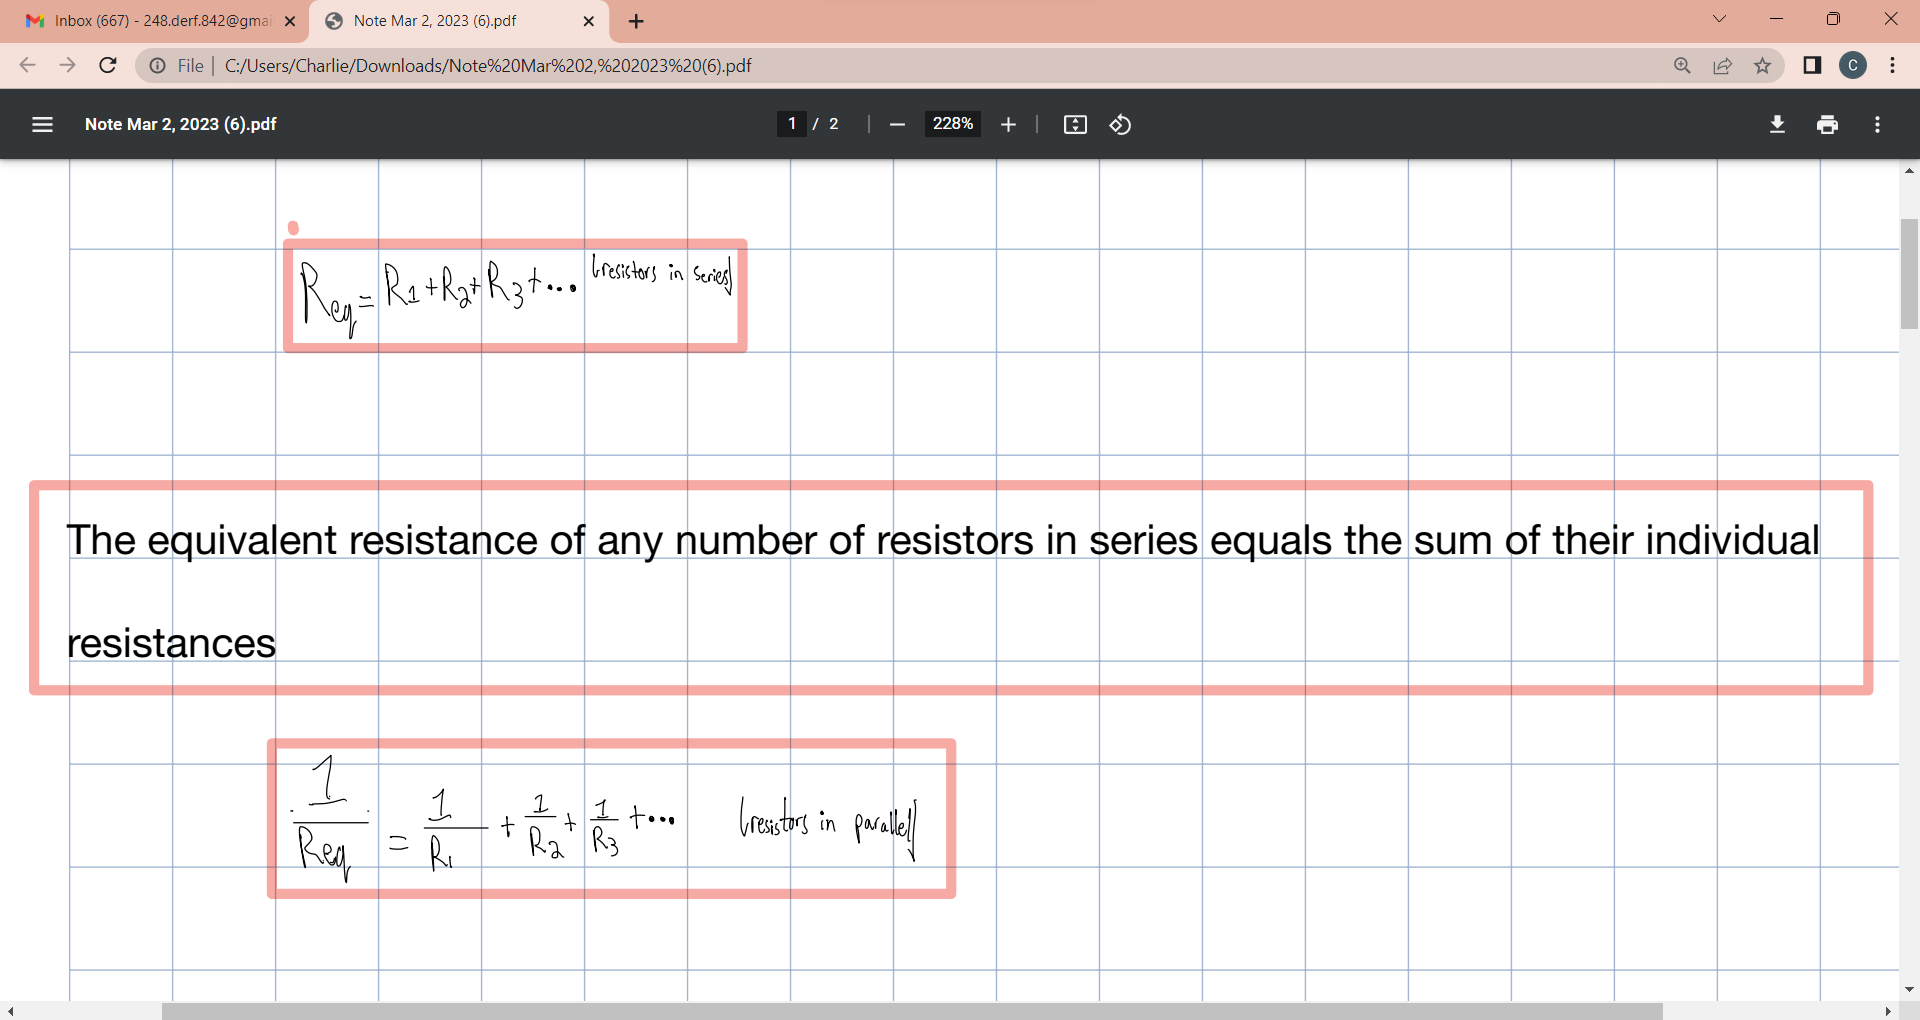 Inbox (667) - 248.derf.842@gmai
Note Mar 2, 2023 (6).pdf
File | C:/Users/Charlie/Downloads/Note%20Mar%202,%202023%20(6).pdf
C
Note Mar 2, 2023 (6).pdf
1 / 2 | − 228% + |
Req = R1 + R2 + R3 + ... (resistors in series)
The equivalent resistance of any number of resistors in series equals the sum of their individual
resistances
1/Req = 1/R1 + 1/R2 + 1/R3 + ... (resistors in parallel)